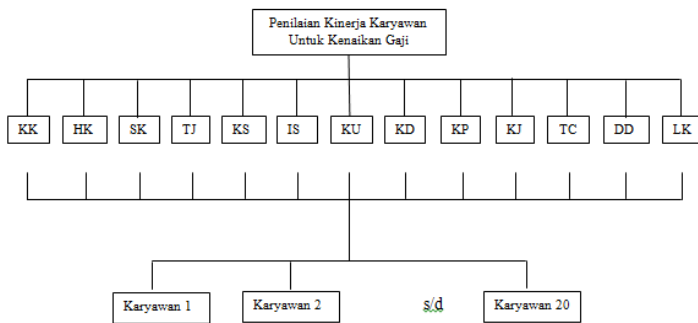 Penilaian Kinerja Karyawan
Untuk Kenaikan Gaji
KK HK SK TJ KS IS KU KD KP KJ TC DD LK
Karyawan 1 Karyawan 2 s/d Karyawan 20